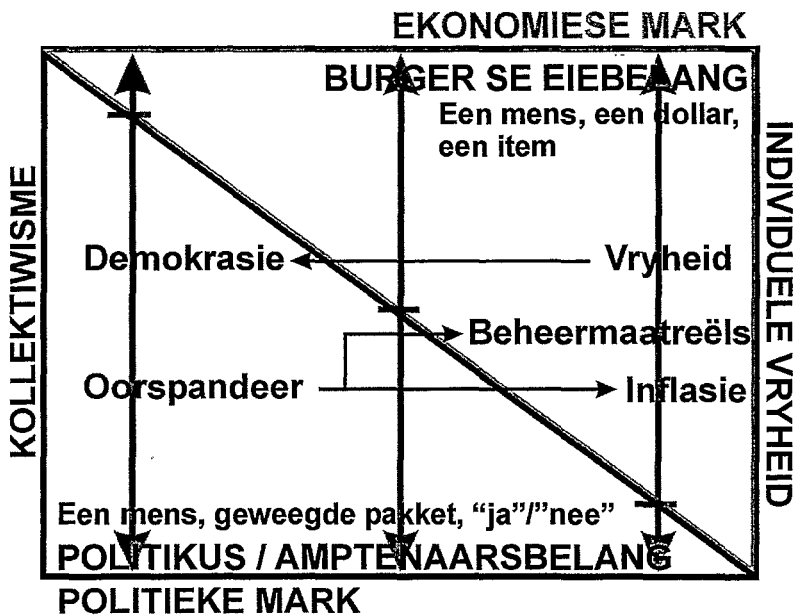 EKONOMIESE MARK
BURGER SE EIEBELANG
Een mens, een dollar,
een item
KOLLEKTIWISME
INDIVIDUELE VRYHEID
Demokrasie
Vryheid
Beheermaatreëls
Oorspandeer
Inflasie
Een mens, geweegde pakket, “ja”/”nee”
POLITIKUS / AMPTENAARSBELANG
POLITIEKE MARK